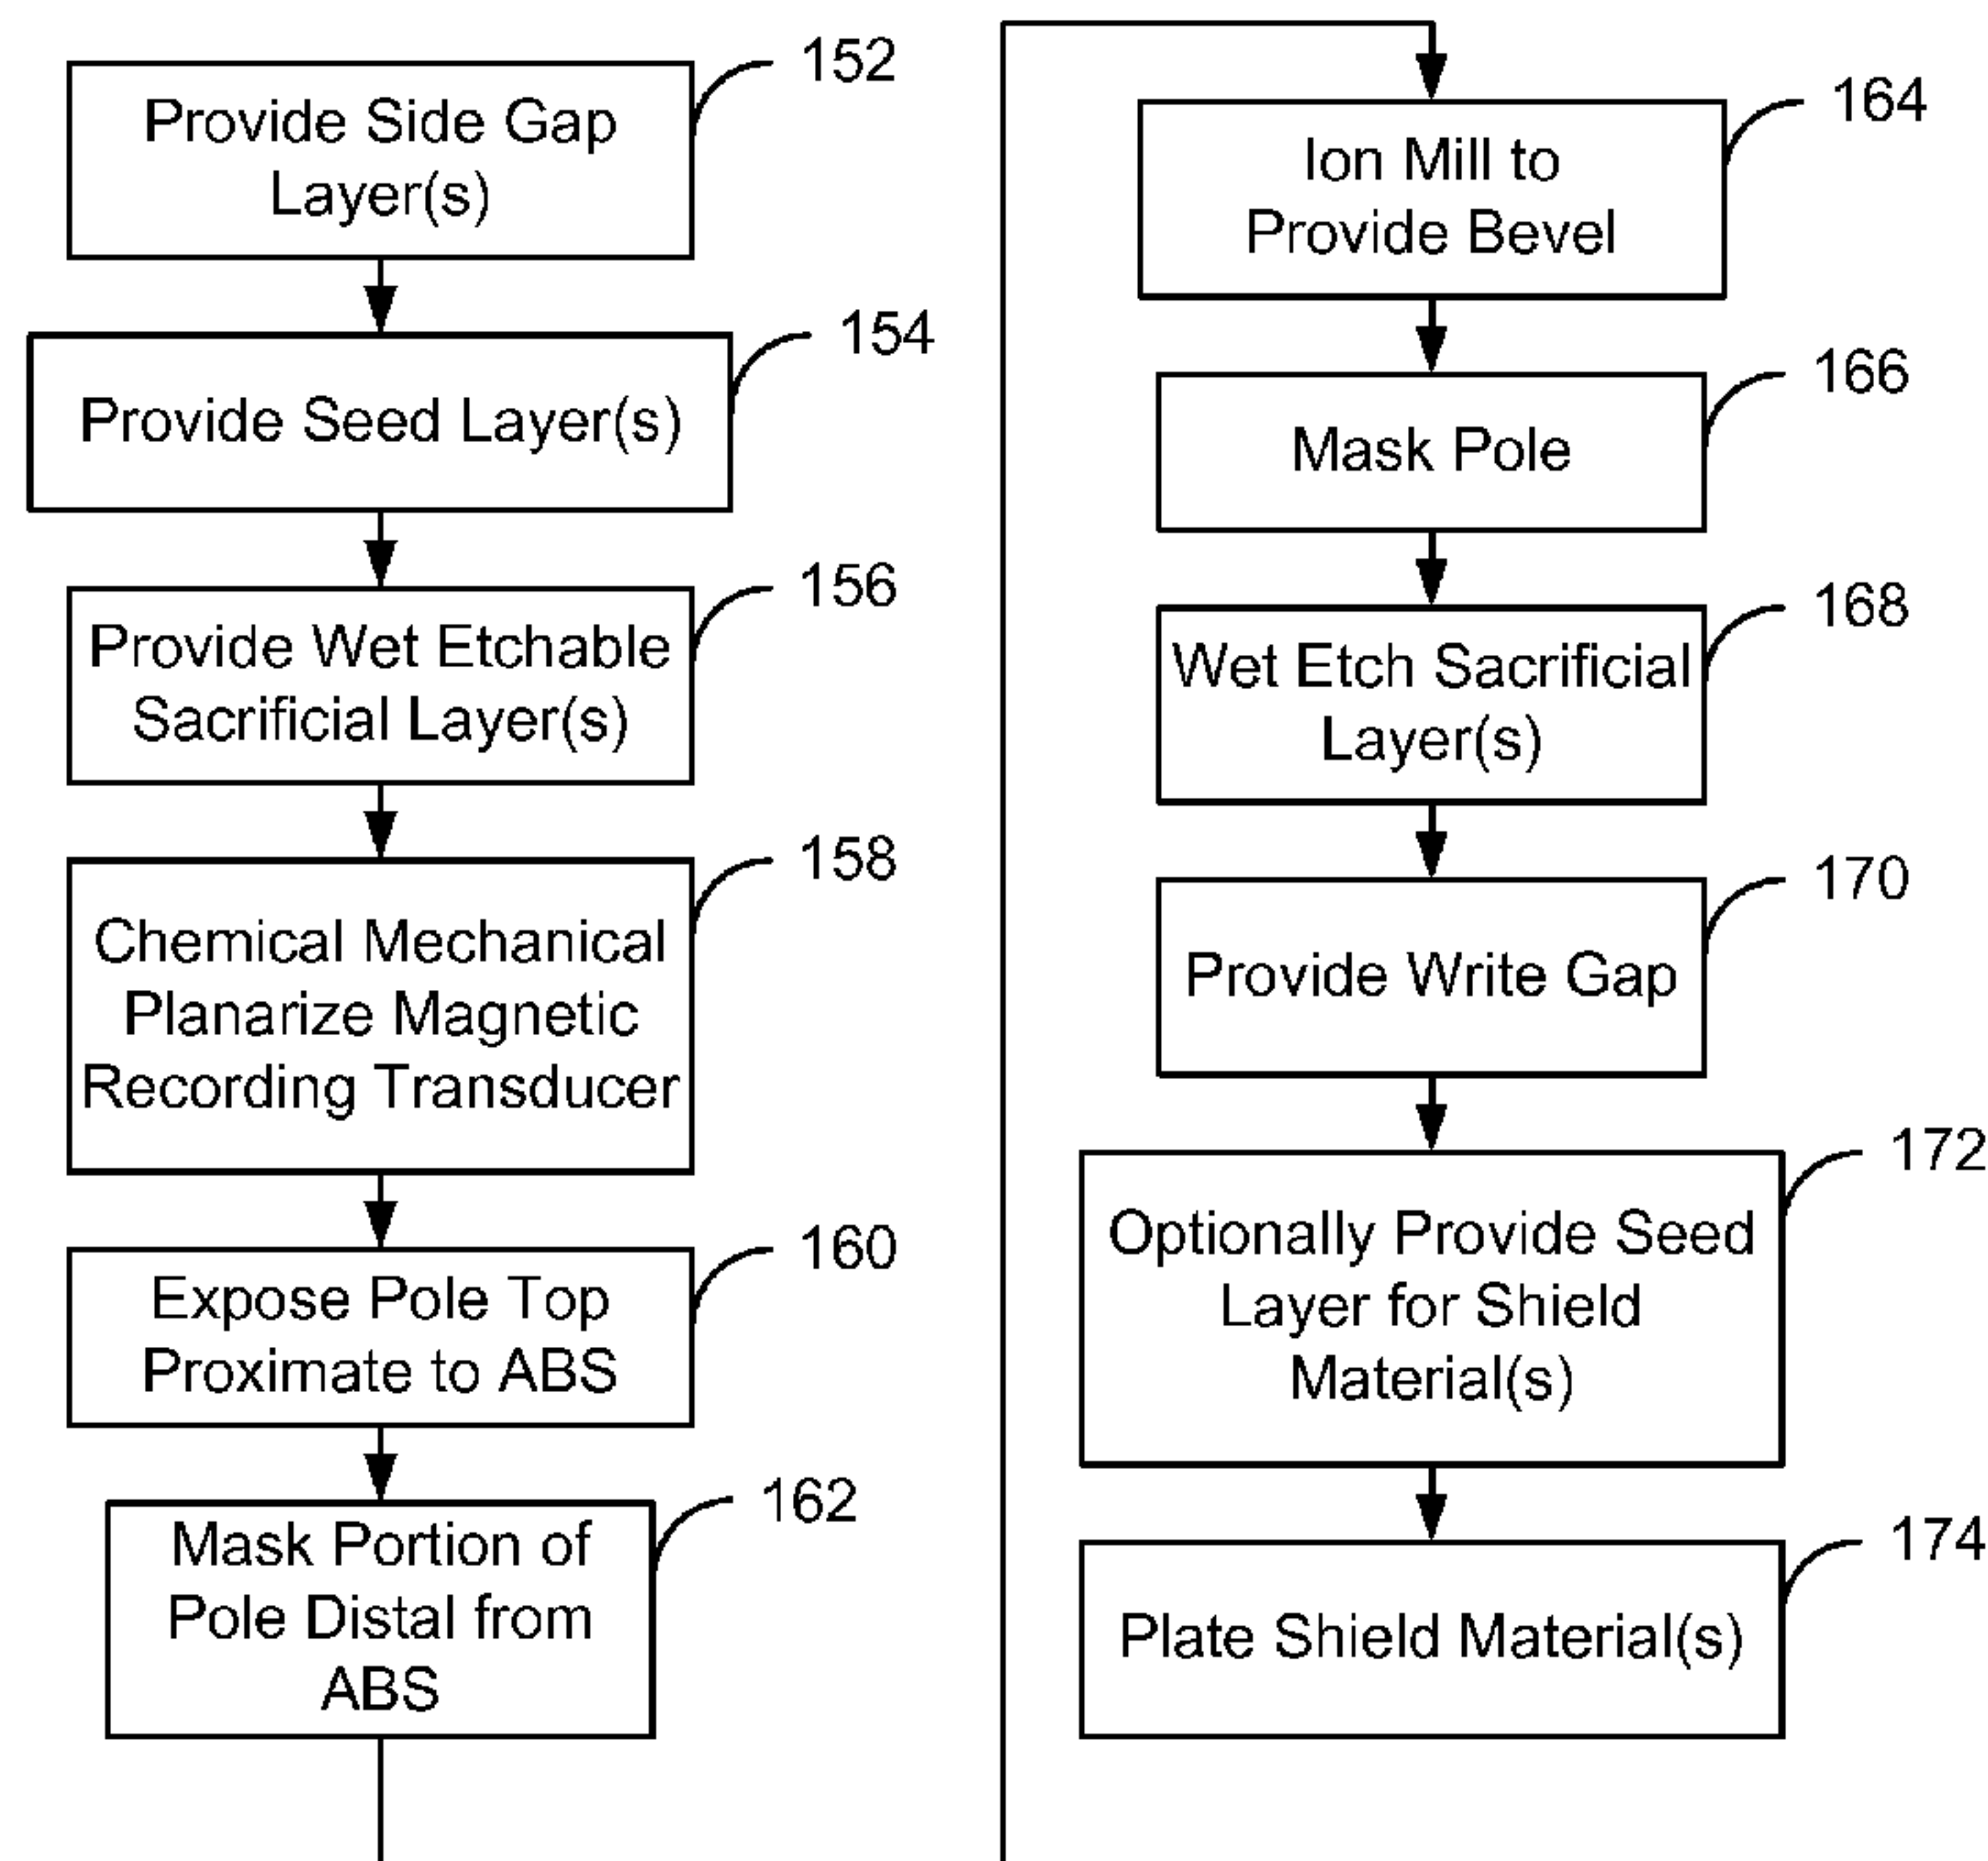 152
Provide Side Gap
Layer(s)
154
Provide Seed Layer(s)
156
Provide Wet Etchable
Sacrificial Layer(s)
158
Chemical Mechanical
Planarize Magnetic
Recording Transducer
160
Expose Pole Top
Proximate to ABS
162
Mask Portion of
Pole Distal from
ABS
164
Ion Mill to
Provide Bevel
166
Mask Pole
168
Wet Etch Sacrificial
Layer(s)
170
Provide Write Gap
172
Optionally Provide Seed
Layer for Shield
Material(s)
174
Plate Shield Material(s)